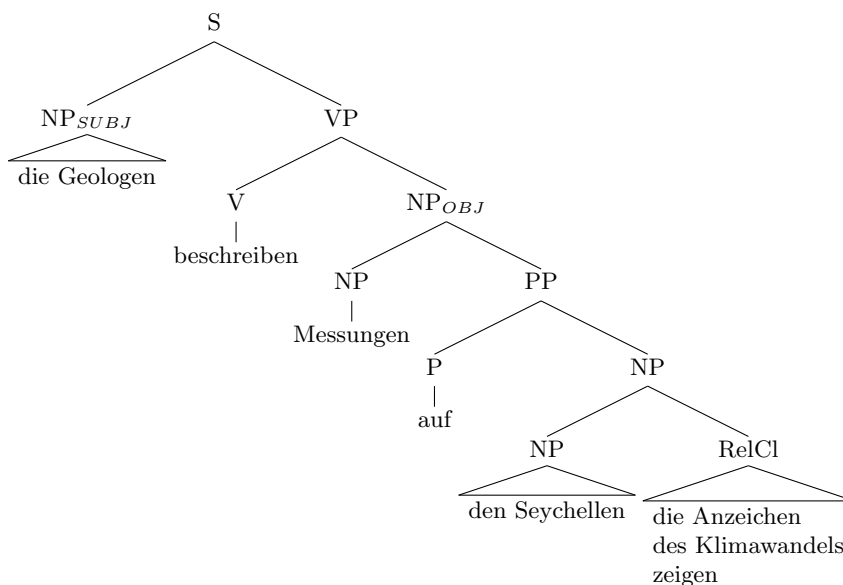 S
NP_SUBJ VP
die Geologen
V NP_OBJ
beschreiben
NP PP
Messungen
P NP
auf
NP RelCl
den Seychellen
die Anzeichen
des Klimawandels
zeigen